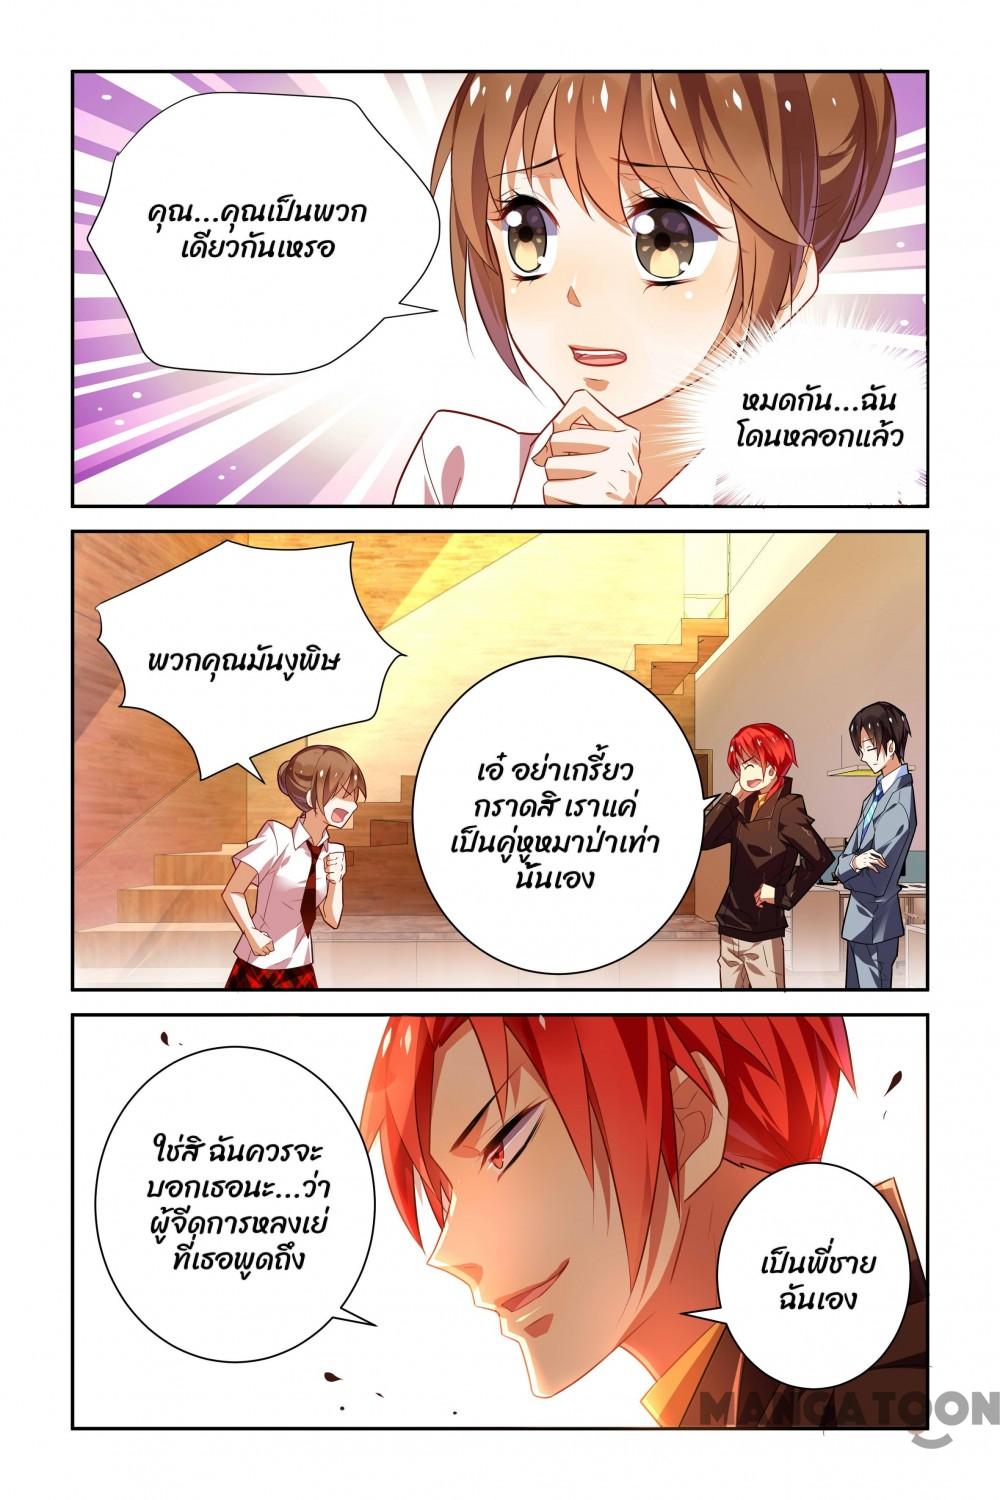 คุณ...คุณเป็นพวก
เดียวกันเหรอ
หมดกัน...ฉัน
โดนหลอกแล้ว
พวกคุณมันงูพิษ
เอ๋ อย่าเกรี้ยว
กราดสิ เราแค่
เป็นคู่หูหมาป่าเท่า
นั้นเอง
ใช่สิ ฉันควรจะ
บอกเธอนะ...ว่า
ผู้จัดการหลงเย่
ที่เธอพูดถึง
เป็นพี่ชาย
ฉันเอง
MANGATOON